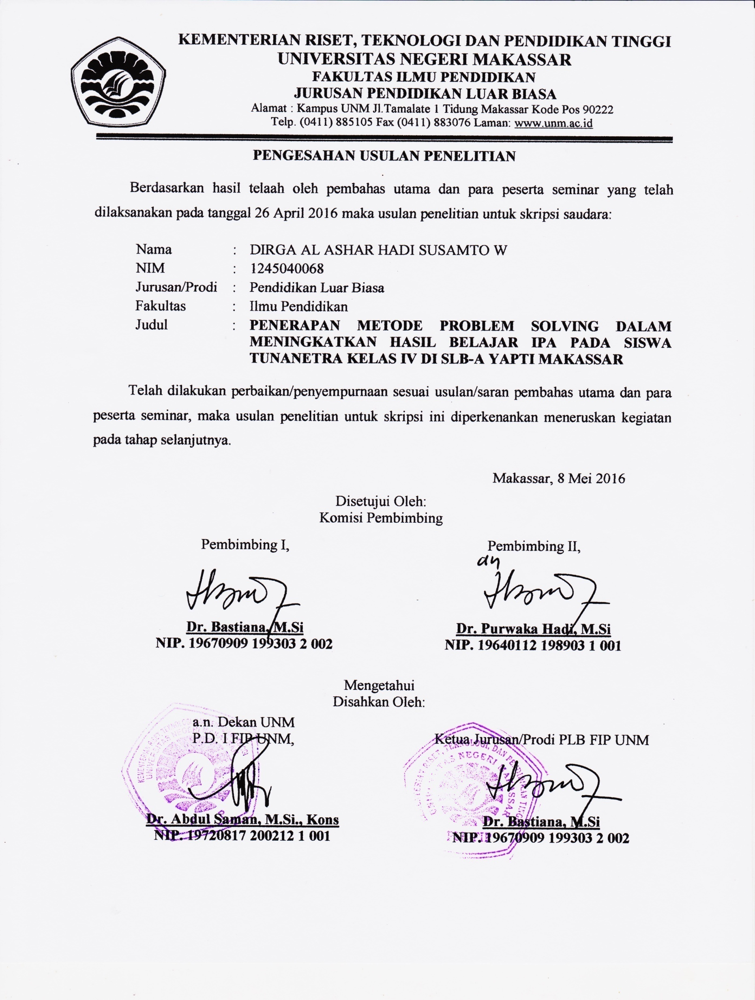 KEMENTERIAN RISET, TEKNOLOGI DAN PENDIDIKAN TINGGI
UNIVERSITAS NEGERI MAKASSAR
FAKULTAS ILMU PENDIDIKAN
JURUSAN PENDIDIKAN LUAR BIASA
Alamat : Kampus UNM Jl.Tamalate 1 Tidung Makassar Kode Pos 90222
Telp. (0411) 885105 Fax (0411) 883076 Laman: www.unm.ac.id
PENGESAHAN USULAN PENELITIAN
Berdasarkan hasil telaah oleh pembahas utama dan para peserta seminar yang telah
dilaksanakan pada tanggal 26 April 2016 maka usulan penelitian untuk skripsi saudara:
Nama : DIRGA AL ASHAR HADI SUSAMTO W
NIM : 1245040068
Jurusan/Prodi : Pendidikan Luar Biasa
Fakultas : Ilmu Pendidikan
Judul : PENERAPAN METODE PROBLEM SOLVING DALAM
MENINGKATKAN HASIL BELAJAR IPA PADA SISWA
TUNANETRA KELAS IV DI SLB-A YAPTI MAKASSAR
Telah dilakukan perbaikan/penyempurnaan sesuai usulan/saran pembahas utama dan para
peserta seminar, maka usulan penelitian untuk skripsi ini diperkenankan meneruskan kegiatan
pada tahap selanjutnya.
Makassar, 8 Mei 2016
Disetujui Oleh:
Komisi Pembimbing
Pembimbing I, Pembimbing II,
an
Dr. Bastiana, M.Si Dr. Purwaka Hadi, M.Si
NIP. 19670909 199303 2 002 NIP. 19640112 198903 1 001
Mengetahui
Disahkan Oleh:
a.n. Dekan UNM
P.D. I FIP UNM, Ketua Jurusan/Prodi PLB FIP UNM
Dr. Abdul Saman, M.Si., Kons Dr. Bastiana, M.Si
NIP. 19720817 200212 1 001 NIP. 19670909 199303 2 002